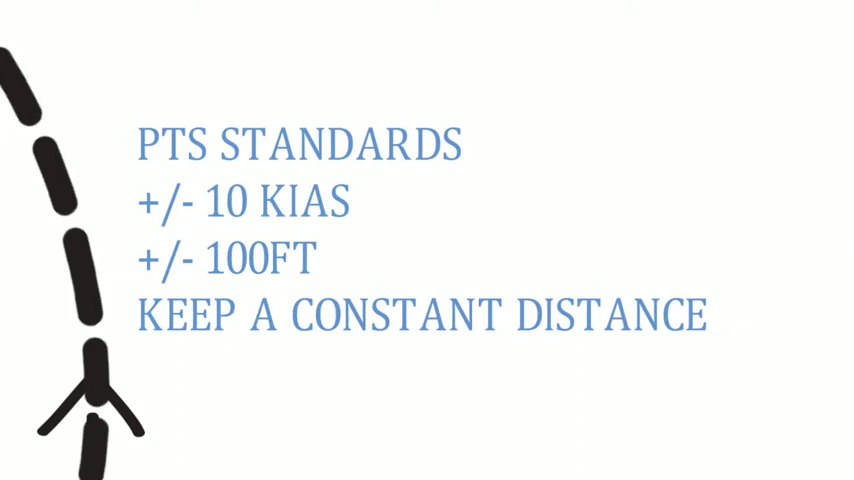 PTS STANDARDS
+/- 10 KIAS
+/- 100FT
KEEP A CONSTANT DISTANCE